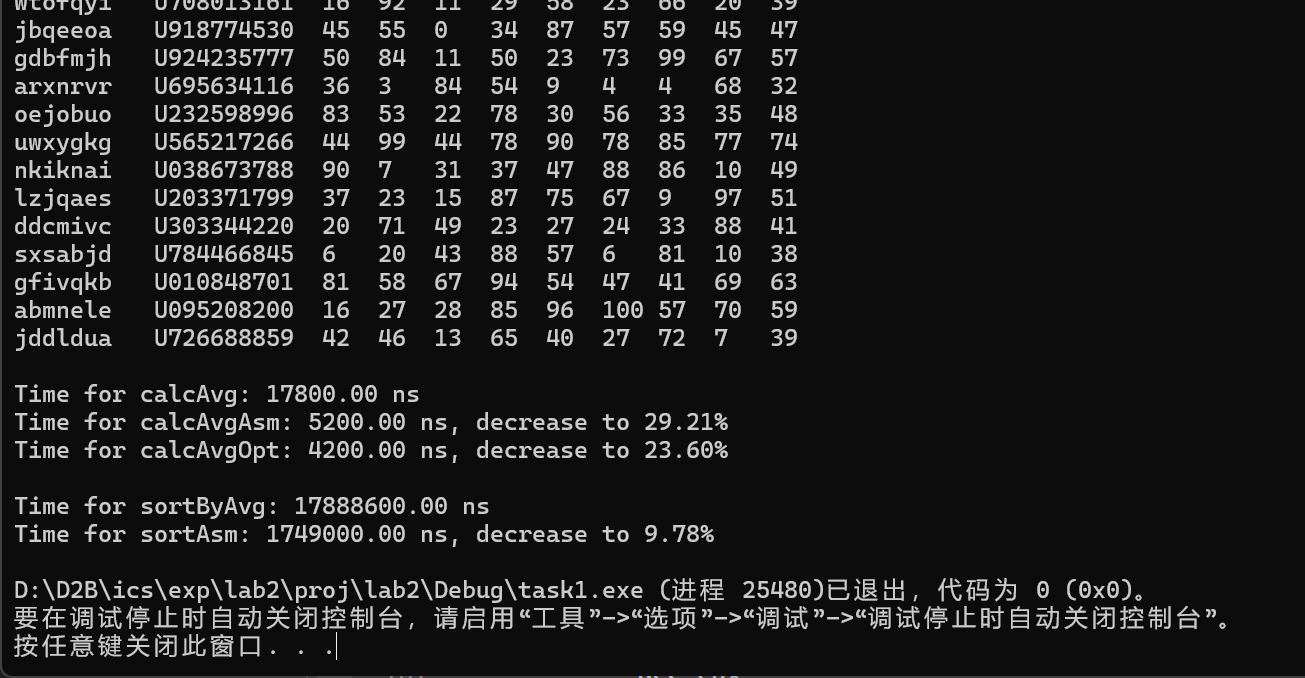 wtofqyi   U708013161  16  92  11  29  58  23  66  20  39
jbqeeoa   U918774530  45  55  0   34  87  57  59  45  47
gdbfmjh   U924235777  50  84  11  50  23  73  99  67  57
arxnrvr   U695634116  36  3   84  54  9   4   4   68  32
oejobuo   U232598996  83  53  22  78  30  56  33  35  48
uwxygkg   U565217266  44  99  44  78  90  78  85  77  74
nkiknai   U038673788  90  7   31  37  47  88  86  10  49
lzjqaes   U203371799  37  23  15  87  75  67  9   97  51
ddcmivc   U303344220  20  71  49  23  27  24  33  88  41
sxsabjd   U784466845  6   20  43  88  57  6   81  10  38
gfivqkb   U010848701  81  58  67  94  54  47  41  69  63
abmnele   U095208200  16  27  28  85  96  100 57  70  59
jddldua   U726688859  42  46  13  65  40  27  72  7   39
Time for calcAvg: 17800.00 ns
Time for calcAvgAsm: 5200.00 ns, decrease to 29.21%
Time for calcAvgOpt: 4200.00 ns, decrease to 23.60%
Time for sortByAvg: 17888600.00 ns
Time for sortAsm: 1749000.00 ns, decrease to 9.78%
D:\D2B\ics\exp\lab2\proj\lab2\Debug\task1.exe (进程 25480)已退出，代码为 0 (0x0)。
要在调试停止时自动关闭控制台，请启用“工具”->“选项”->“调试”->“调试停止时自动关闭控制台”。
按任意键关闭此窗口. . .